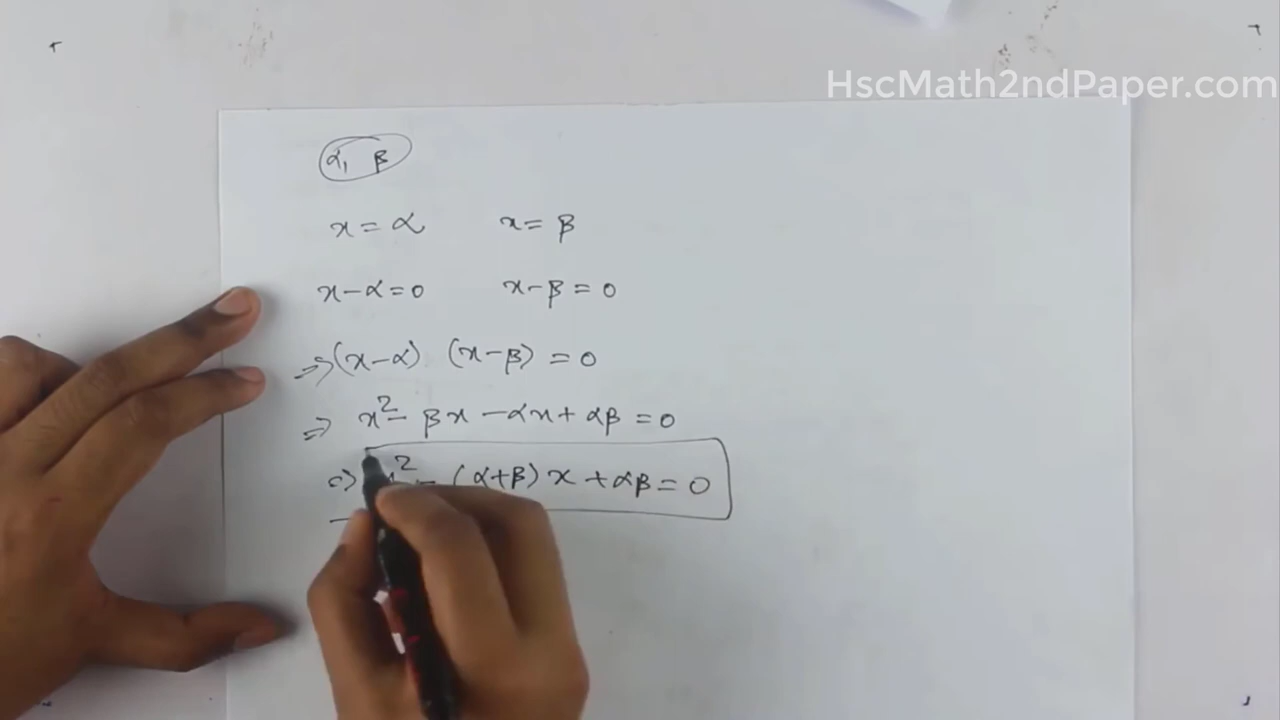 HscMath2ndPaper.com
α, β
x = α x = β
x - α = 0 x - β = 0
⇒ (x - α) (x - β) = 0
⇒ x² - βx - αx + αβ = 0
⇒ x² - (α+β) x + αβ = 0